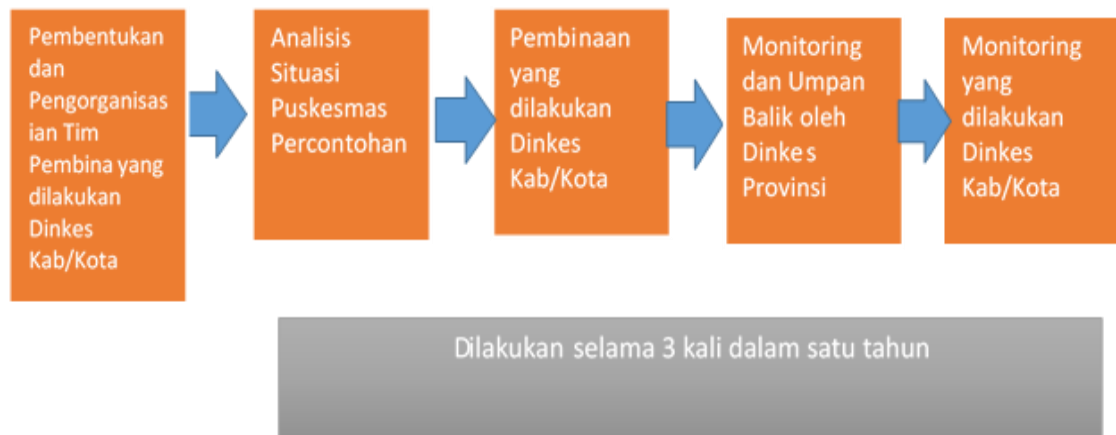 Pembentukan
dan
Pengorganisas
ian Tim
Pembina yang
dilakukan
Dinkes
Kab/Kota
Analisis
Situasi
Puskesmas
Percontohan
Pembinaan
yang
dilakukan
Dinkes
Kab/Kota
Monitoring
dan Umpan
Balik oleh
Dinkes
Provinsi
Monitoring
yang
dilakukan
Dinkes
Kab/Kota
Dilakukan selama 3 kali dalam satu tahun